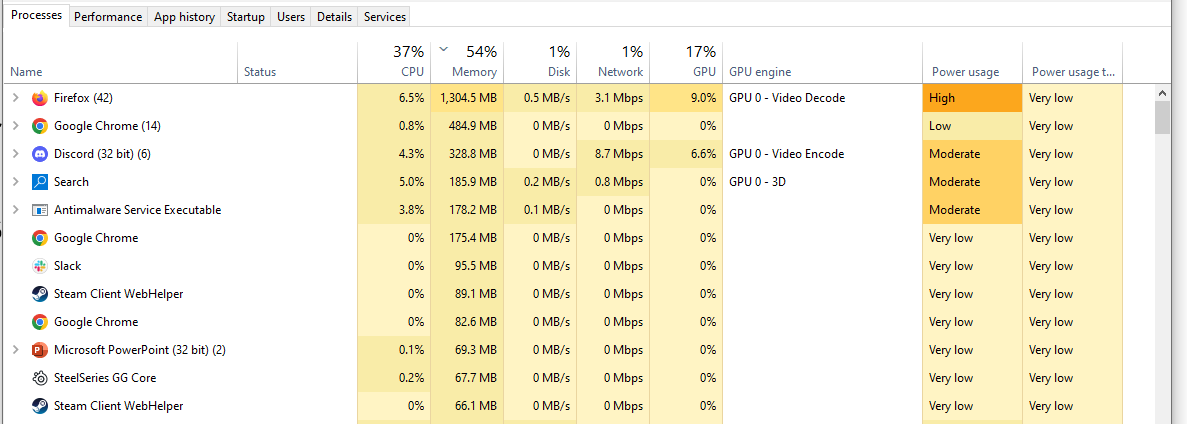 Processes Performance App history Startup Users Details Services
37% 54% 1% 1% 17%
Name Status CPU Memory Disk Network GPU GPU engine Power usage Power usage t...
Firefox (42) 6.5% 1,304.5 MB 0.5 MB/s 3.1 Mbps 9.0% GPU 0 - Video Decode High Very low
Google Chrome (14) 0.8% 484.9 MB 0 MB/s 0 Mbps 0% Low Very low
Discord (32 bit) (6) 4.3% 328.8 MB 0 MB/s 8.7 Mbps 6.6% GPU 0 - Video Encode Moderate Very low
Search 5.0% 185.9 MB 0.2 MB/s 0.8 Mbps 0% GPU 0 - 3D Moderate Very low
Antimalware Service Executable 3.8% 178.2 MB 0.1 MB/s 0 Mbps 0% Moderate Very low
Google Chrome 0% 175.4 MB 0 MB/s 0 Mbps 0% Very low Very low
Slack 0% 95.5 MB 0 MB/s 0 Mbps 0% Very low Very low
Steam Client WebHelper 0% 89.1 MB 0 MB/s 0 Mbps 0% Very low Very low
Google Chrome 0% 82.6 MB 0 MB/s 0 Mbps 0% Very low Very low
Microsoft PowerPoint (32 bit) (2) 0.1% 69.3 MB 0 MB/s 0 Mbps 0% Very low Very low
SteelSeries GG Core 0.2% 67.7 MB 0 MB/s 0 Mbps 0% Very low Very low
Steam Client WebHelper 0% 66.1 MB 0 MB/s 0 Mbps 0% Very low Very low